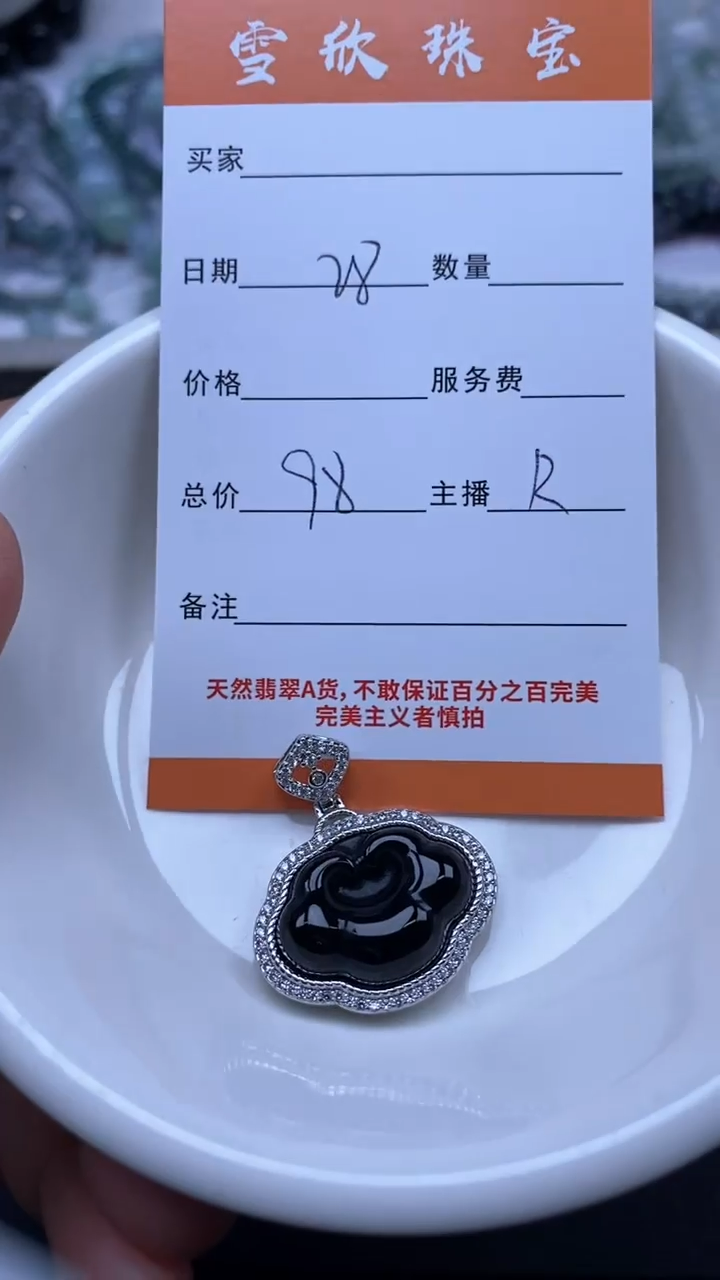 雪欣珠宝
买家
日期 28 数量
价格 服务费
总价 98 主播 R
备注
天然翡翠A货,不敢保证百分之百完美
完美主义者慎拍